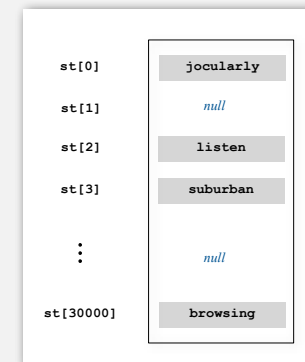 st[0] jocularly
st[1] null
st[2] listen
st[3] suburban
⋮ null
st[30000] browsing